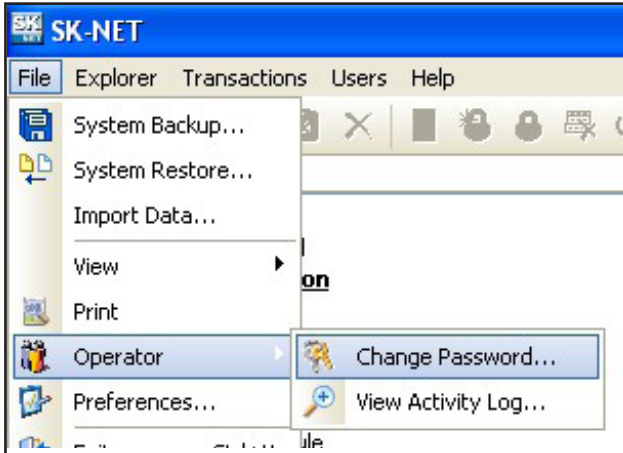 SK-NET
File Explorer Transactions Users Help
System Backup...
System Restore...
Import Data...
View
on
Print
Operator
Change Password...
Preferences...
View Activity Log...